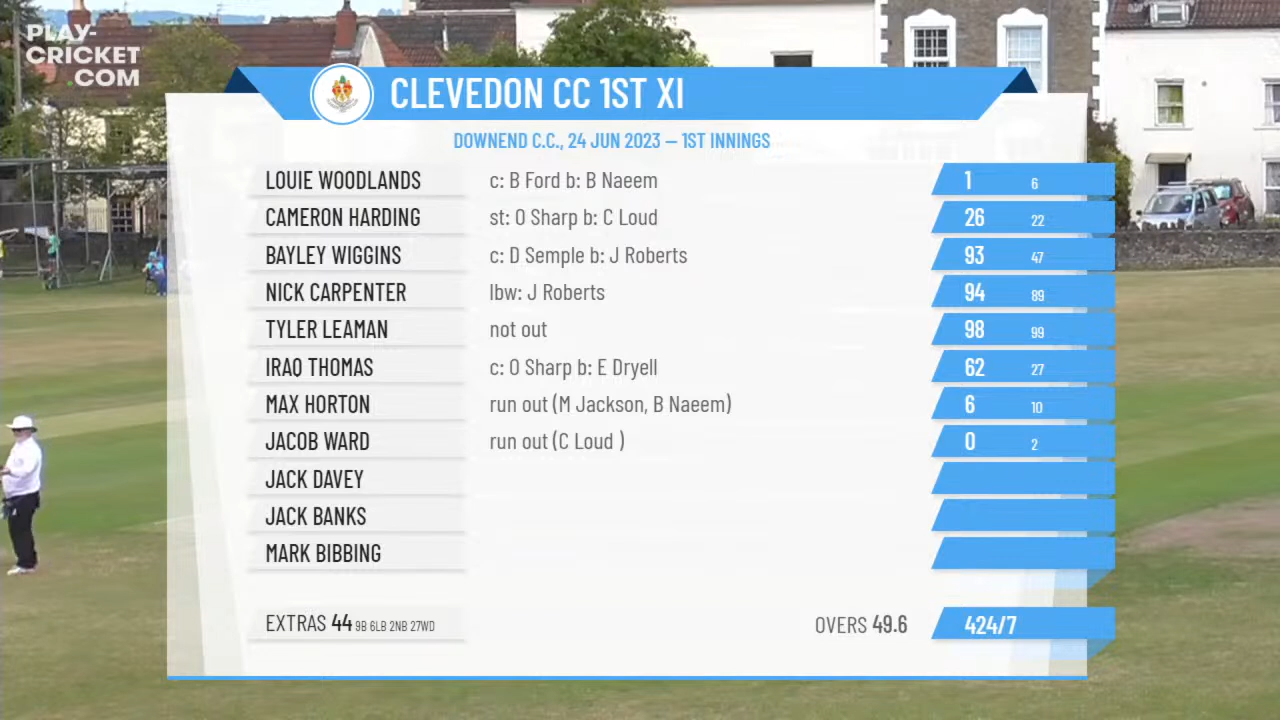 PLAY-
CRICKET
.COM
CLEVEDON CC 1ST XI
DOWNEND C.C., 24 JUN 2023 – 1ST INNINGS
LOUIE WOODLANDS c: B Ford b: B Naeem 1 6
CAMERON HARDING st: O Sharp b: C Loud 26 22
BAYLEY WIGGINS c: D Semple b: J Roberts 93 47
NICK CARPENTER lbw: J Roberts 94 89
TYLER LEAMAN not out 98 99
IRAQ THOMAS c: O Sharp b: E Dryell 62 27
MAX HORTON run out (M Jackson, B Naeem) 6 10
JACOB WARD run out (C Loud ) 0 2
JACK DAVEY
JACK BANKS
MARK BIBBING
EXTRAS 44 9B 6LB 2NB 27WD OVERS 49.6 424/7